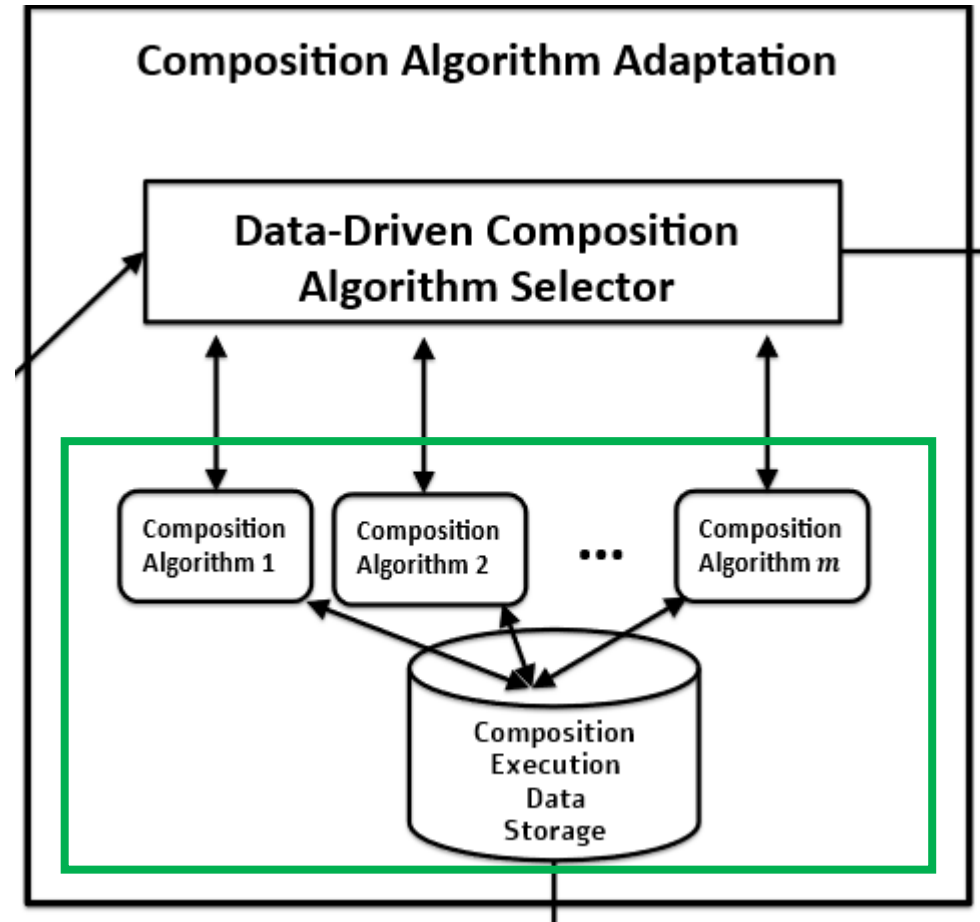 Composition Algorithm Adaptation
Data-Driven Composition
Algorithm Selector
Composition
Algorithm 1
Composition
Algorithm 2
...
Composition
Algorithm m
Composition
Execution
Data
Storage